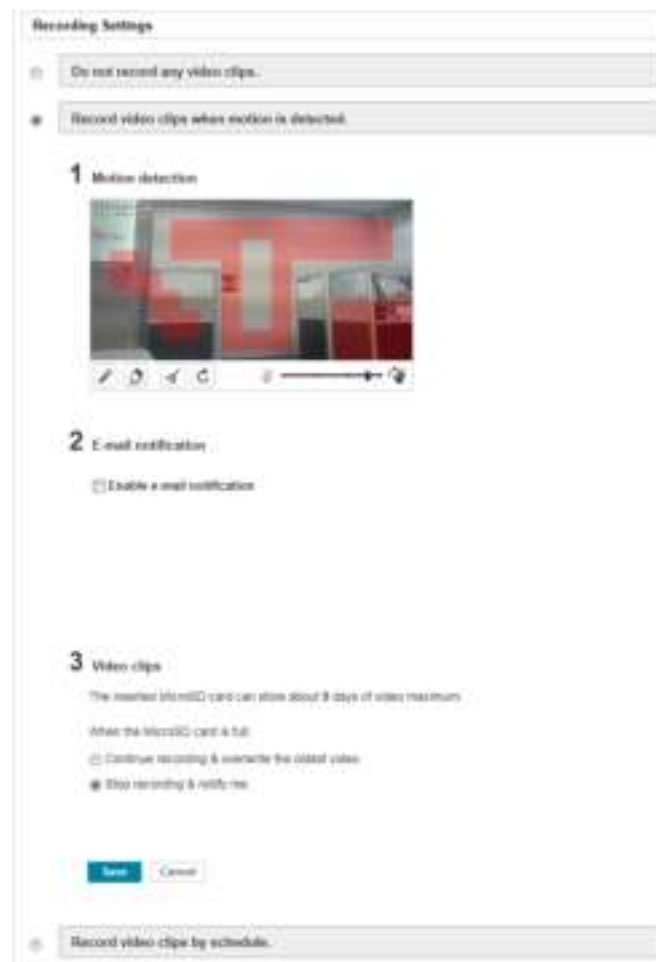 Recording Settings
Do not record any video clips.
Record video clips when motion is detected.
1 Motion detection
2 E-mail notification
Enable e-mail notification
3 Video clips
The inserted MicroSD card can store about 8 days of video maximum.
When the MicroSD card is full:
Continue recording & overwrite the oldest video
Stop recording & notify me
Save Cancel
Record video clips by schedule.